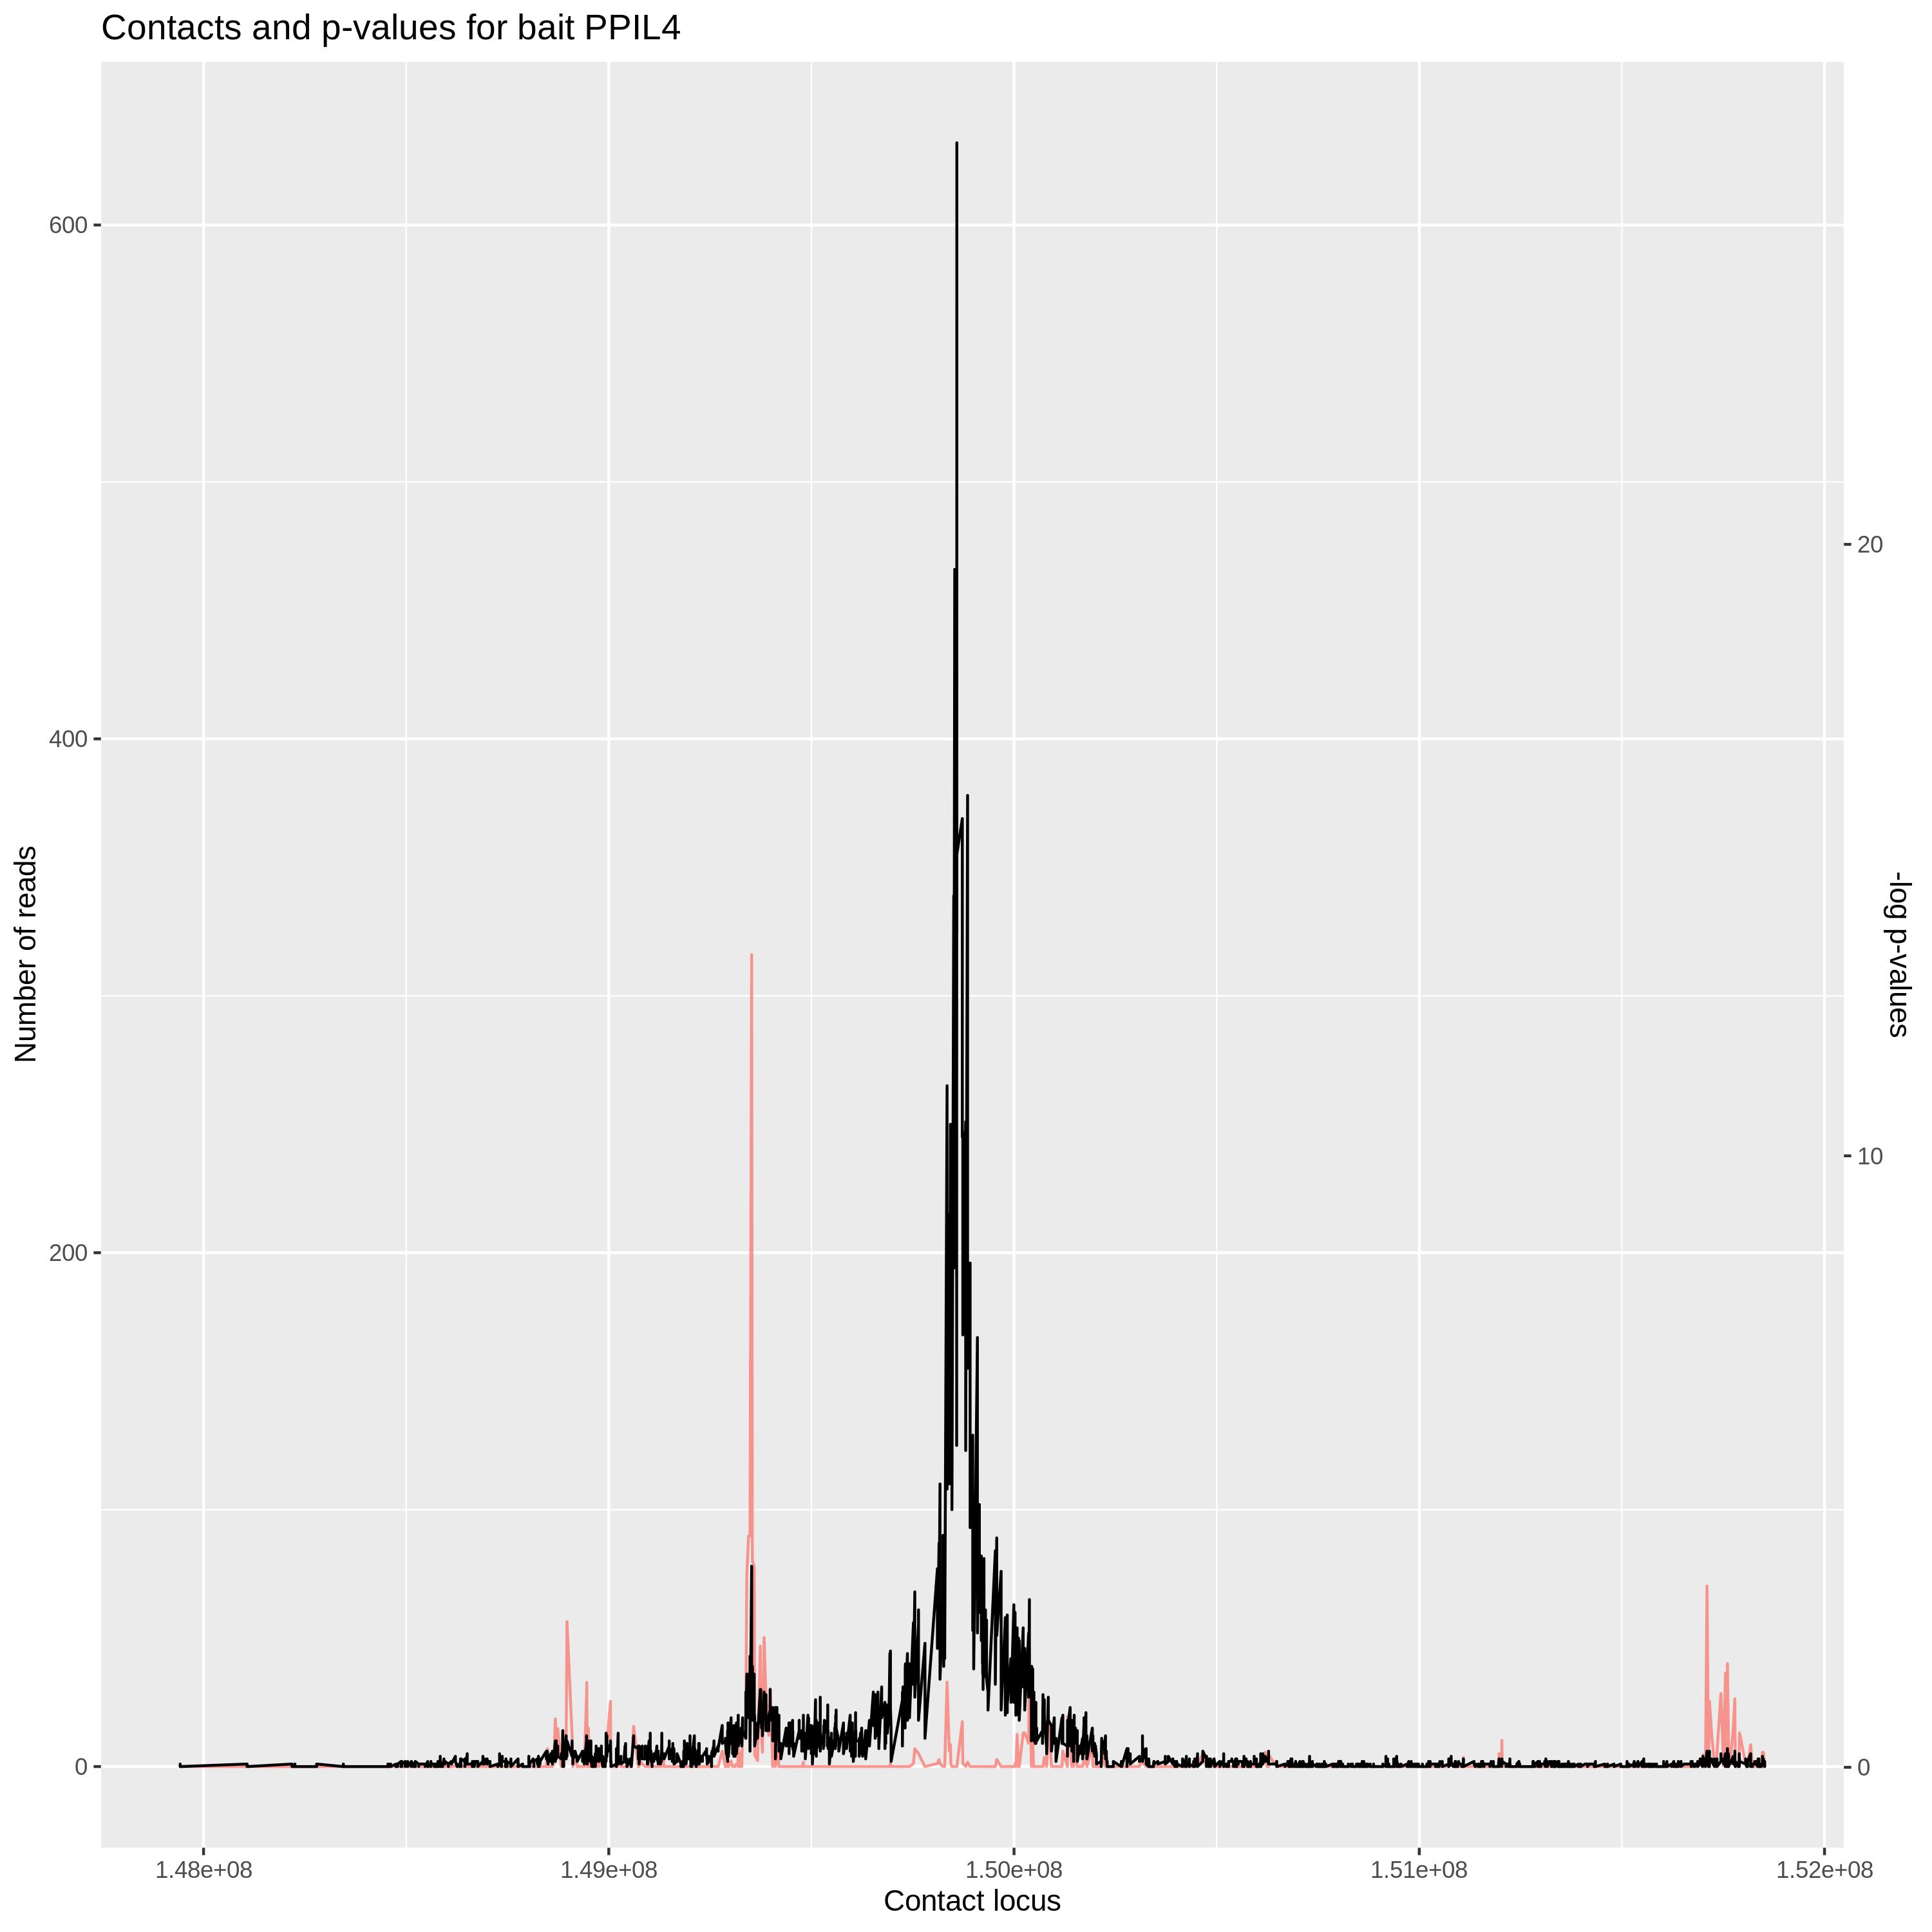 Contacts and p-values for bait PPIL4
600
400
200
0
Number of reads
20
10
0
-log p-values
1.48e+08
1.49e+08
1.50e+08
1.51e+08
1.52e+08
Contact locus